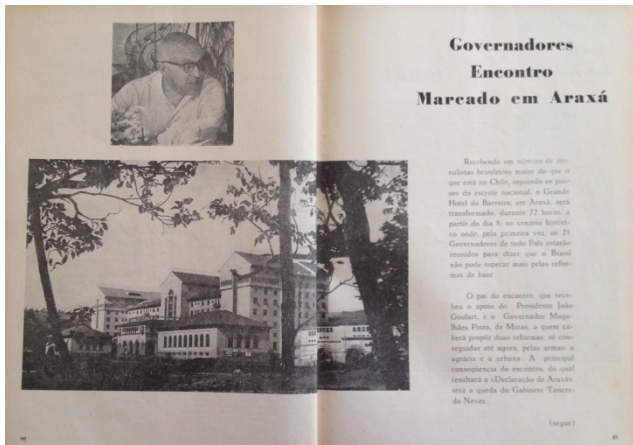 Governadores
Encontro
Marcado em Araxá
Recebendo um número de jor-
nalistas brasileiros maior do que o
que está no Chile, seguindo os pas-
sos do escrete nacional, o Grande
Hotel do Barreiro, em Araxá, será
transformado, durante 72 horas, a
partir do dia 8, no cenário
onde, pela primeira vez, os 21
Governadores de todo País estarão
reunidos para dizer que o Brasil
não pode esperar mais pelas refor-
mas de base.
O pai do encontro, que rece-
beu o apoio do Presidente João
Goulart, é o Governador Maga-
lhães Pinto, de Minas, a quem ca-
berá propôr duas reformas, só con-
seguidas até agora, pelas armas: a
agrária e a urbana. A principal
conseqüência do encontro, do qual
resultará a «Declaração de Araxá»,
será a queda do Gabinete Tancre-
do Neves.
(segue)